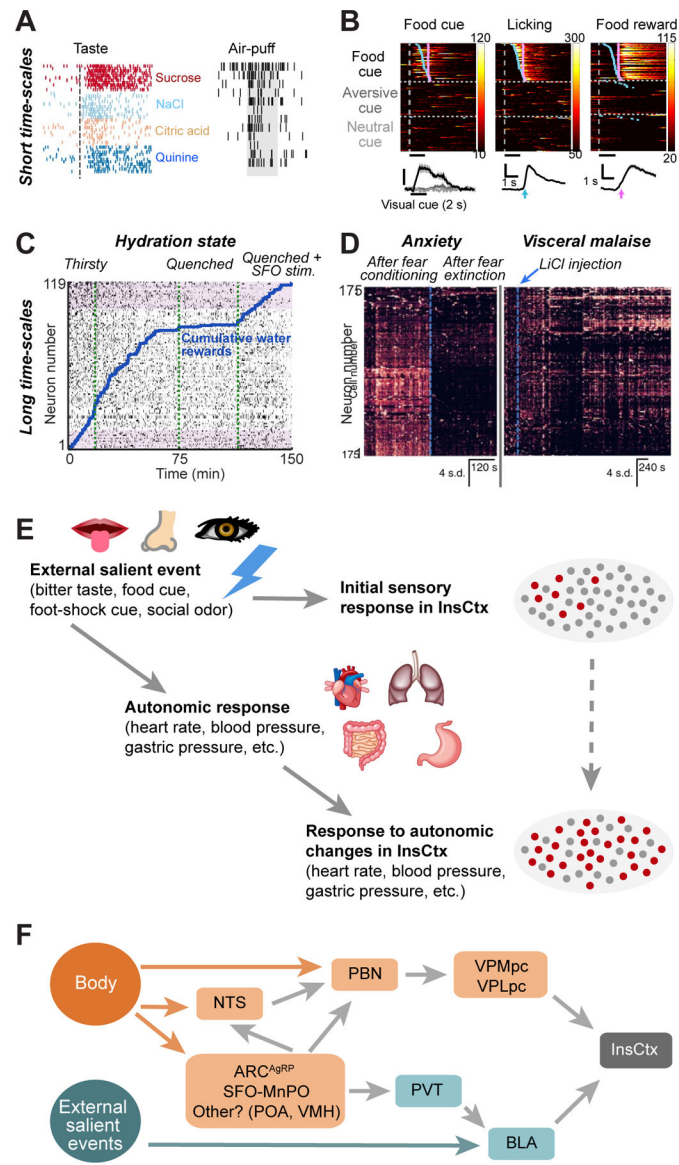 A
Short time-scales
Taste
Sucrose
NaCl
Citric acid
Quinine
Air-puff
B
Food cue
Licking
Food reward
120
300
115
Food
cue
Aversive
cue
Neutral
cue
10
50
20
1 s
1 s
Visual cue (2 s)
C
Long time-scales
Hydration state
Thirsty
Quenched
Quenched +
SFO stim.
119
Neuron number
1
Cumulative water
rewards
0
75
150
Time (min)
D
Anxiety
Visceral malaise
After fear
conditioning
After fear
extinction
LiCl injection
175
Neuron number
Cell number
1
175
4 s.d.
120 s
4 s.d.
240 s
E
External salient event
(bitter taste, food cue,
foot-shock cue, social odor)
Initial sensory
response in InsCtx
Autonomic response
(heart rate, blood pressure,
gastric pressure, etc.)
Response to autonomic
changes in InsCtx
(heart rate, blood pressure,
gastric pressure, etc.)
F
Body
NTS
PBN
VPMpc
VPLpc
InsCtx
ARCAgRP
SFO-MnPO
Other? (POA, VMH)
PVT
External
salient
events
BLA